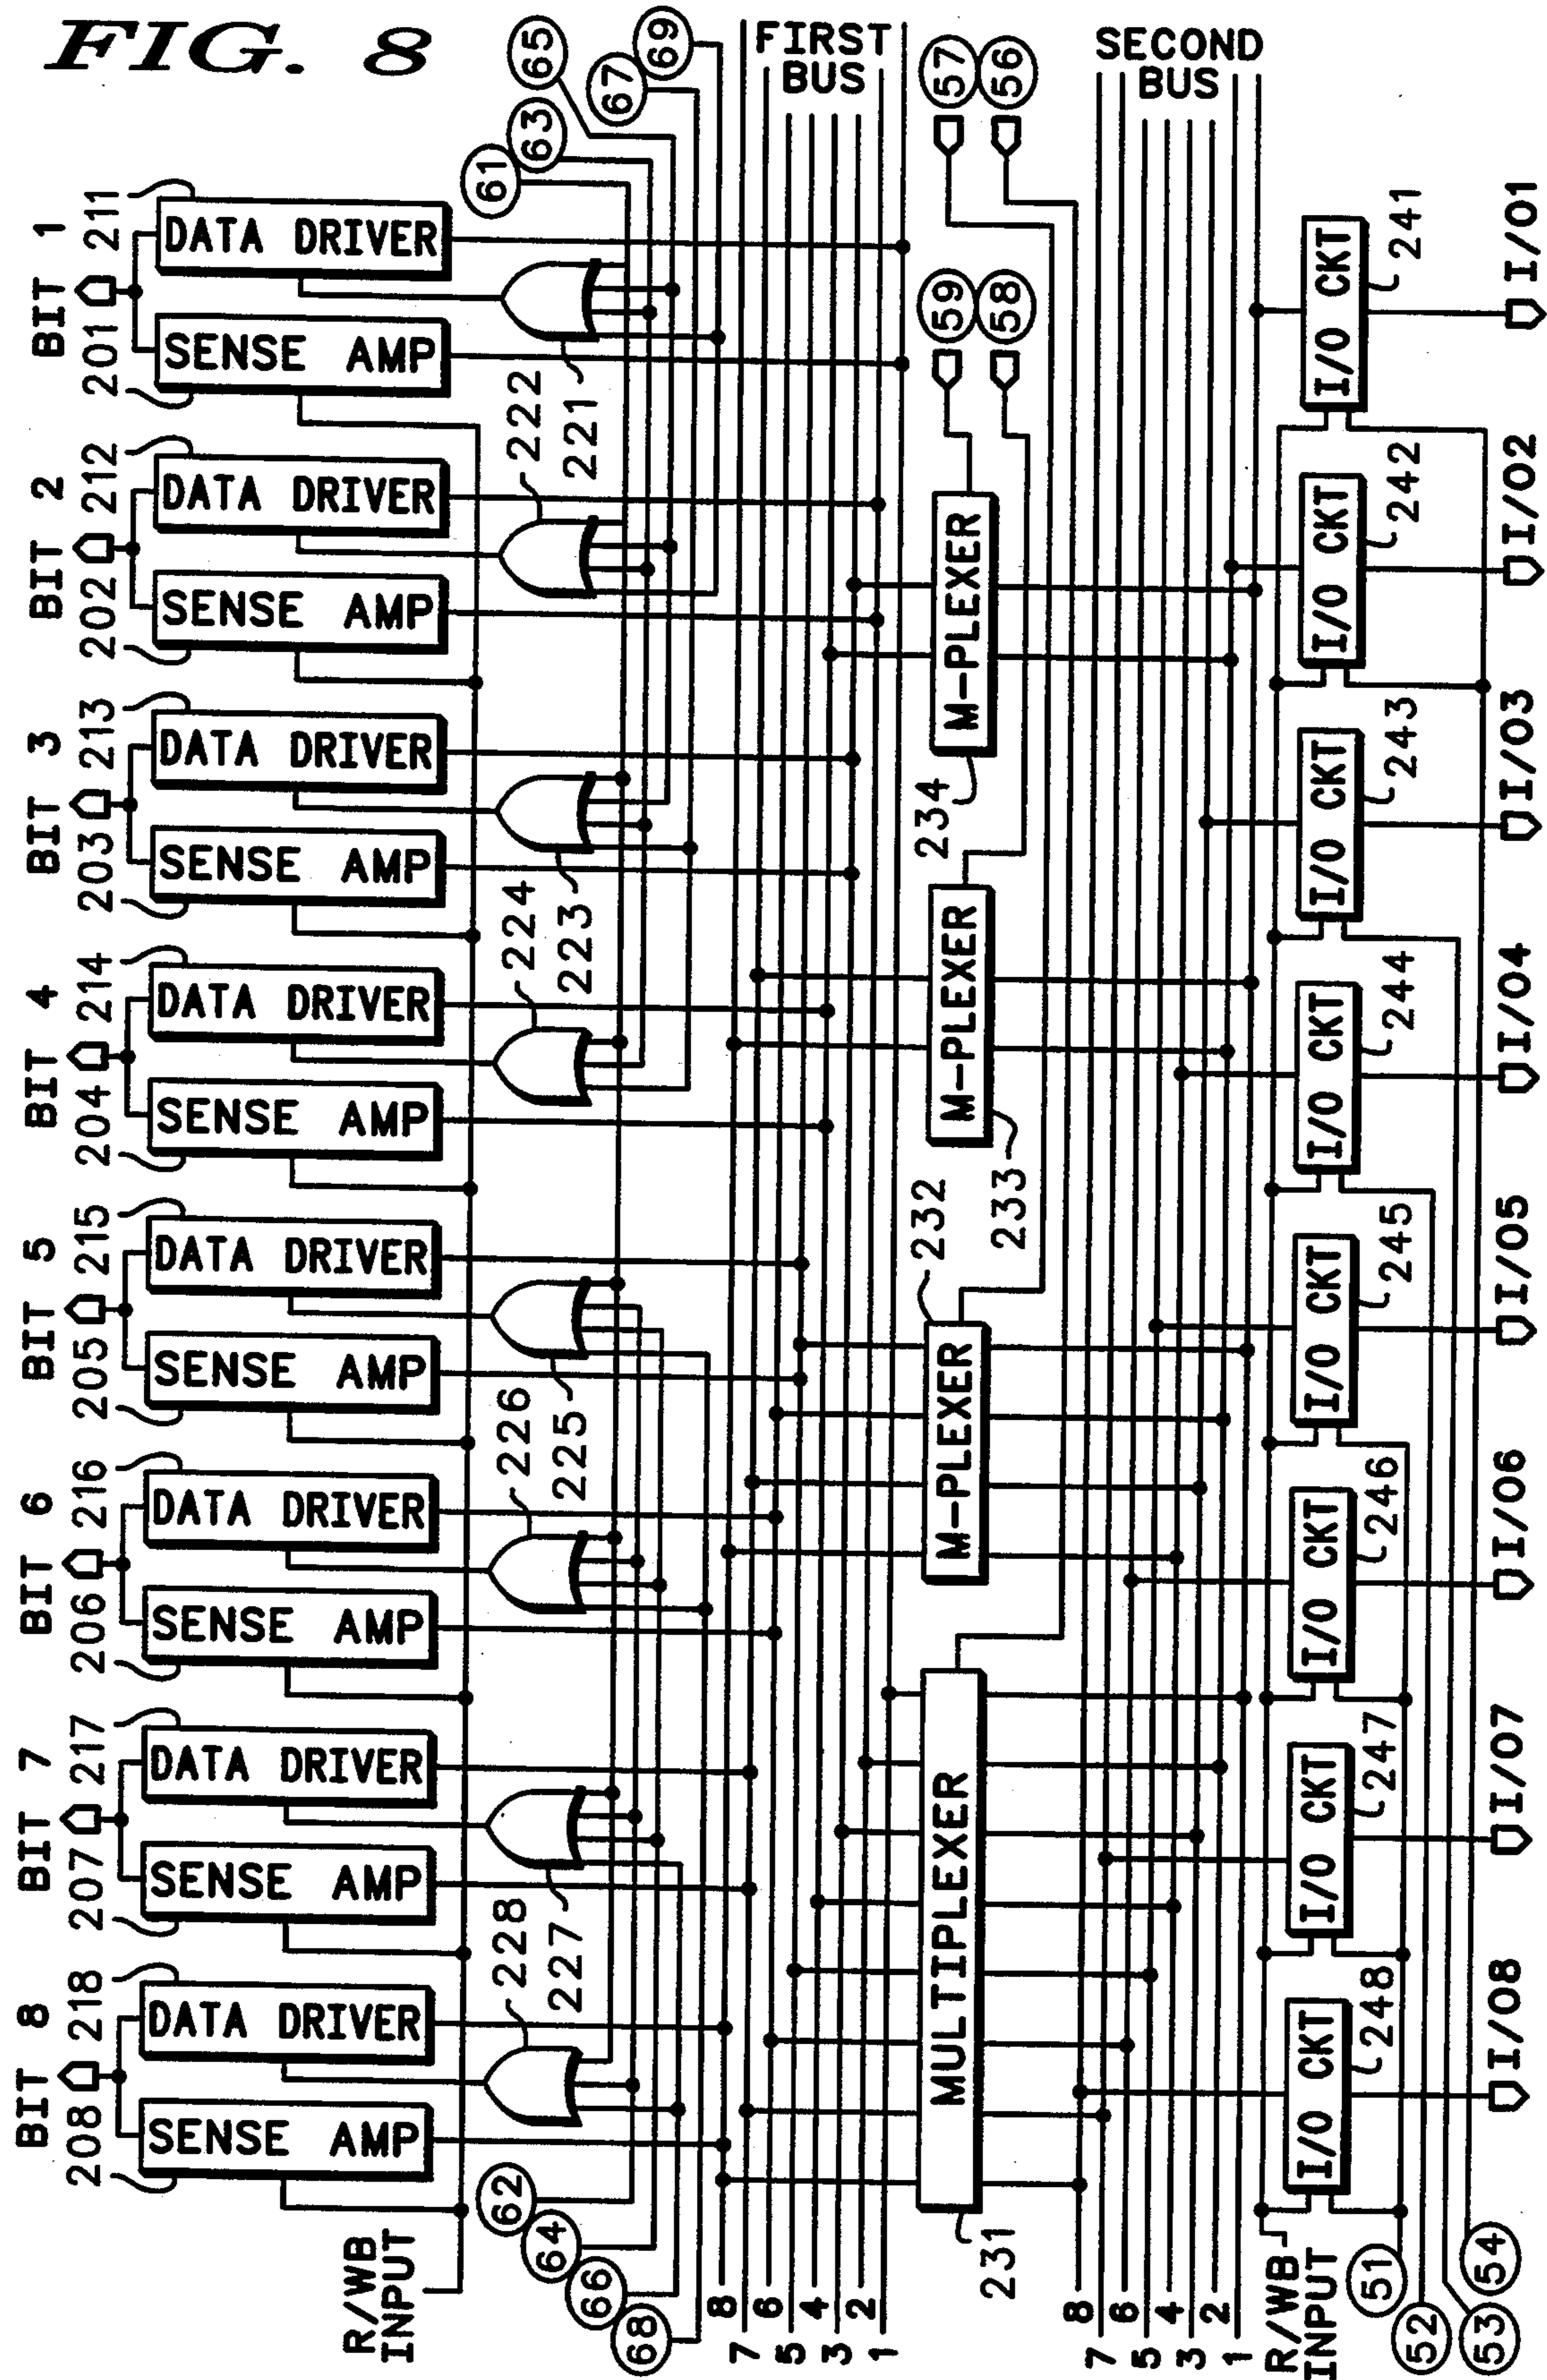 FIG. 8
BIT 8
BIT 7
BIT 6
BIT 5
BIT 4
BIT 3
BIT 2
BIT 1
208
218
207
217
206
216
205
215
204
214
203
213
202
212
201
211
SENSE AMP
DATA DRIVER
SENSE AMP
DATA DRIVER
SENSE AMP
DATA DRIVER
SENSE AMP
DATA DRIVER
SENSE AMP
DATA DRIVER
SENSE AMP
DATA DRIVER
SENSE AMP
DATA DRIVER
SENSE AMP
DATA DRIVER
R/WB
INPUT
228
227
226
225
224
223
222
221
62
64
66
68
61
63
65
67
69
8
7
6
5
4
3
2
1
FIRST
BUS
MULTIPLEXER
231
M-PLEXER
232
M-PLEXER
233
M-PLEXER
234
59
58
57
56
8
7
6
5
4
3
2
1
SECOND
BUS
R/WB
INPUT
I/O CKT
248
I/O CKT
247
I/O CKT
246
I/O CKT
245
I/O CKT
244
I/O CKT
243
I/O CKT
242
I/O CKT
241
51
52
53
54
I/O8
I/O7
I/O6
I/O5
I/O4
I/O3
I/O2
I/O1